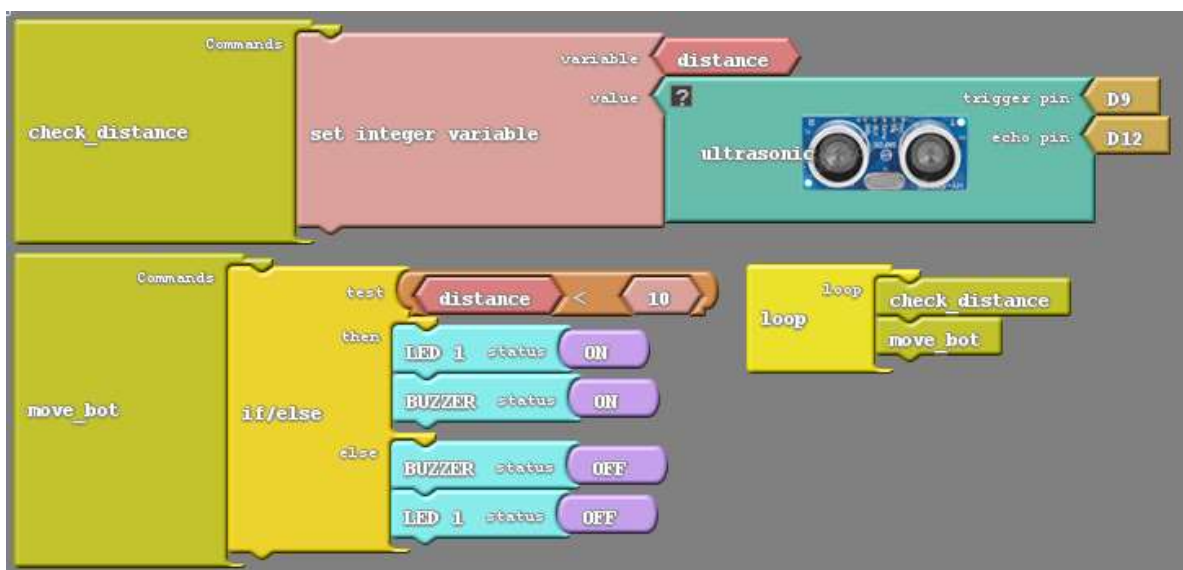 Commands
check_distance
set integer variable
variable
distance
value
?
ultrasonic
trigger pin
D9
echo pin
D12
Commands
move_bot
if/else
test
distance
<
10
then
LED 1 status ON
BUZZER status ON
else
BUZZER status OFF
LED 1 status OFF
loop
loop
check_distance
move_bot